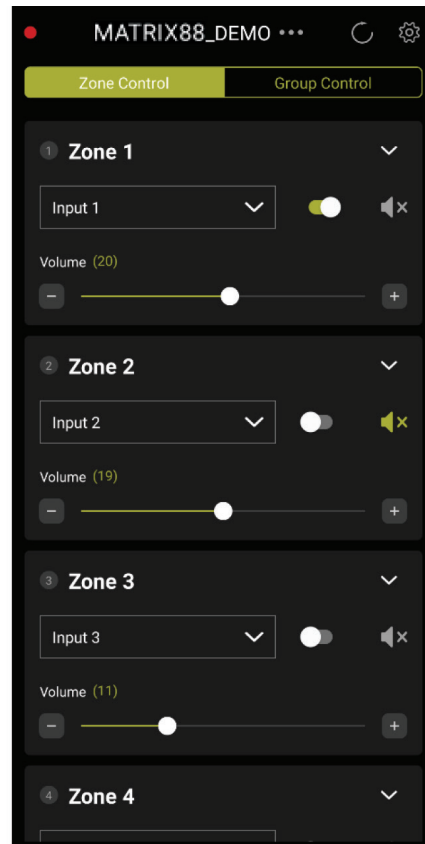 MATRIX88_DEMO •••
Zone Control Group Control
1 Zone 1
Input 1
Volume (20)
− +
2 Zone 2
Input 2
Volume (19)
− +
3 Zone 3
Input 3
Volume (11)
− +
4 Zone 4